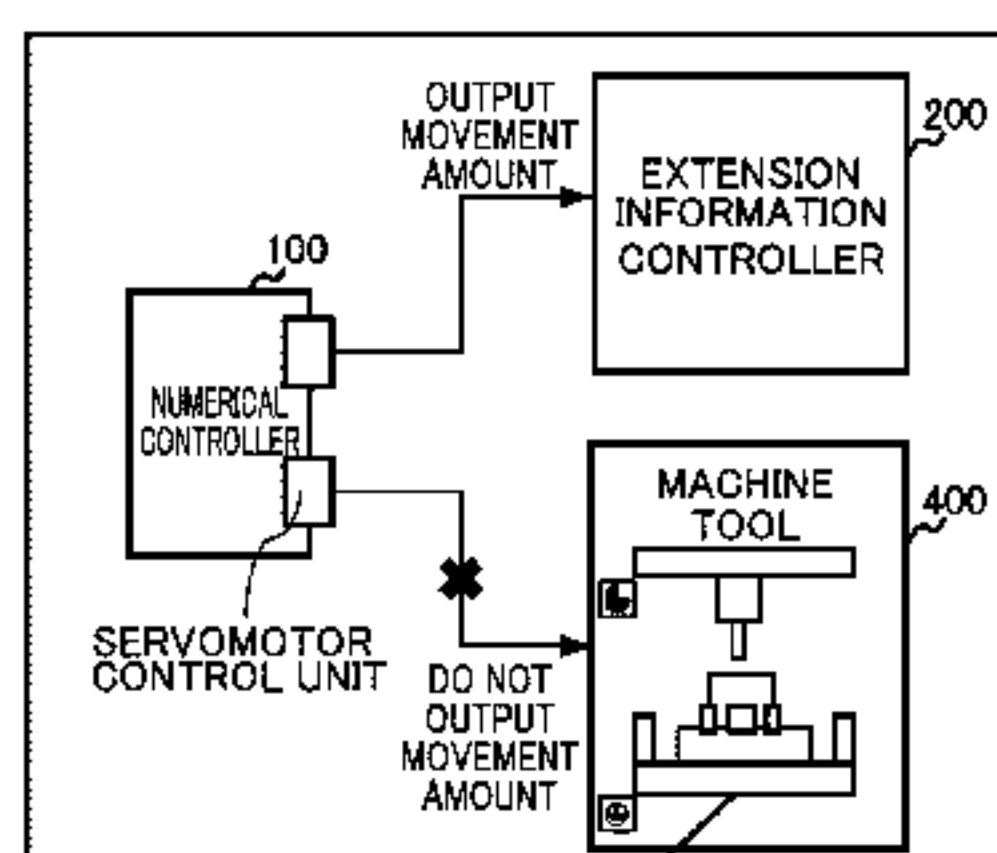 OUTPUT
MOVEMENT
AMOUNT
200
EXTENSION
INFORMATION
CONTROLLER
100
NUMERICAL
CONTROLLER
MACHINE
TOOL
400
SERVOMOTOR
CONTROL UNIT
DO NOT
OUTPUT
MOVEMENT
AMOUNT